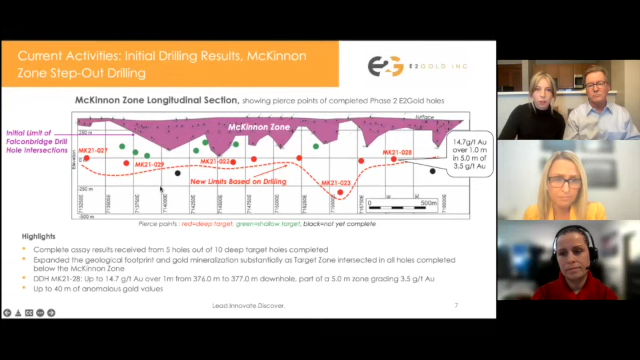 Current Activities: Initial Drilling Results, McKinnon
Zone Step-Out Drilling
E2G
E2GOLD INC
McKinnon Zone Longitudinal Section, showing pierce points of completed Phase 2 E2Gold holes
Initial Limit of
Falconbridge Drill
Hole Intersections
surface
McKinnon Zone
MK21-027
MK21-029
MK21-022
MK21-028
New Limits Based on Drilling
MK21-023
14.7g/t Au
over 1.0 m
in 5.0 m of
3.5 g/t Au
Elevation
0
500m
Pierce points : red=deep target, green=shallow target, black=not yet complete
Highlights
Complete assay results received from 5 holes out of 10 deep target holes completed
Expanded the geological footprint and gold mineralization substantially as Target Zone intersected in all holes completed
below the McKinnon Zone
DDH MK21-28: Up to 14.7 g/t Au over 1m from 376.0 m to 377.0 m downhole, part of a 5.0 m zone grading 3.5 g/t Au
Up to 40 m of anomalous gold values
Lead.Innovate.Discover.
7